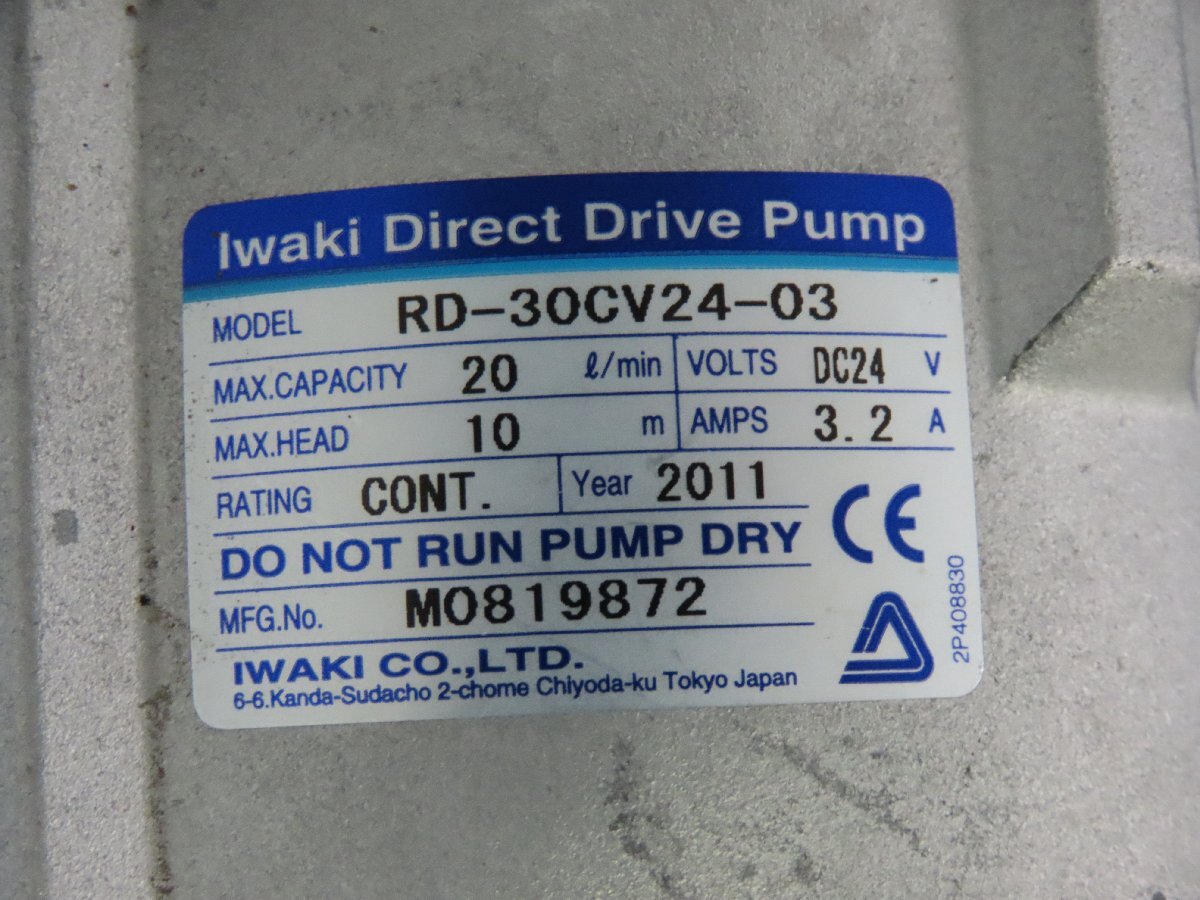 Iwaki Direct Drive Pump
MODEL RD-30CV24-03
MAX.CAPACITY 20 ℓ/min VOLTS DC24 V
MAX.HEAD 10 m AMPS 3.2 A
RATING CONT. Year 2011
DO NOT RUN PUMP DRY CE
MFG.No. M0819872
IWAKI CO.,LTD.
6-6.Kanda-Sudacho 2-chome Chiyoda-ku Tokyo Japan
2P408830